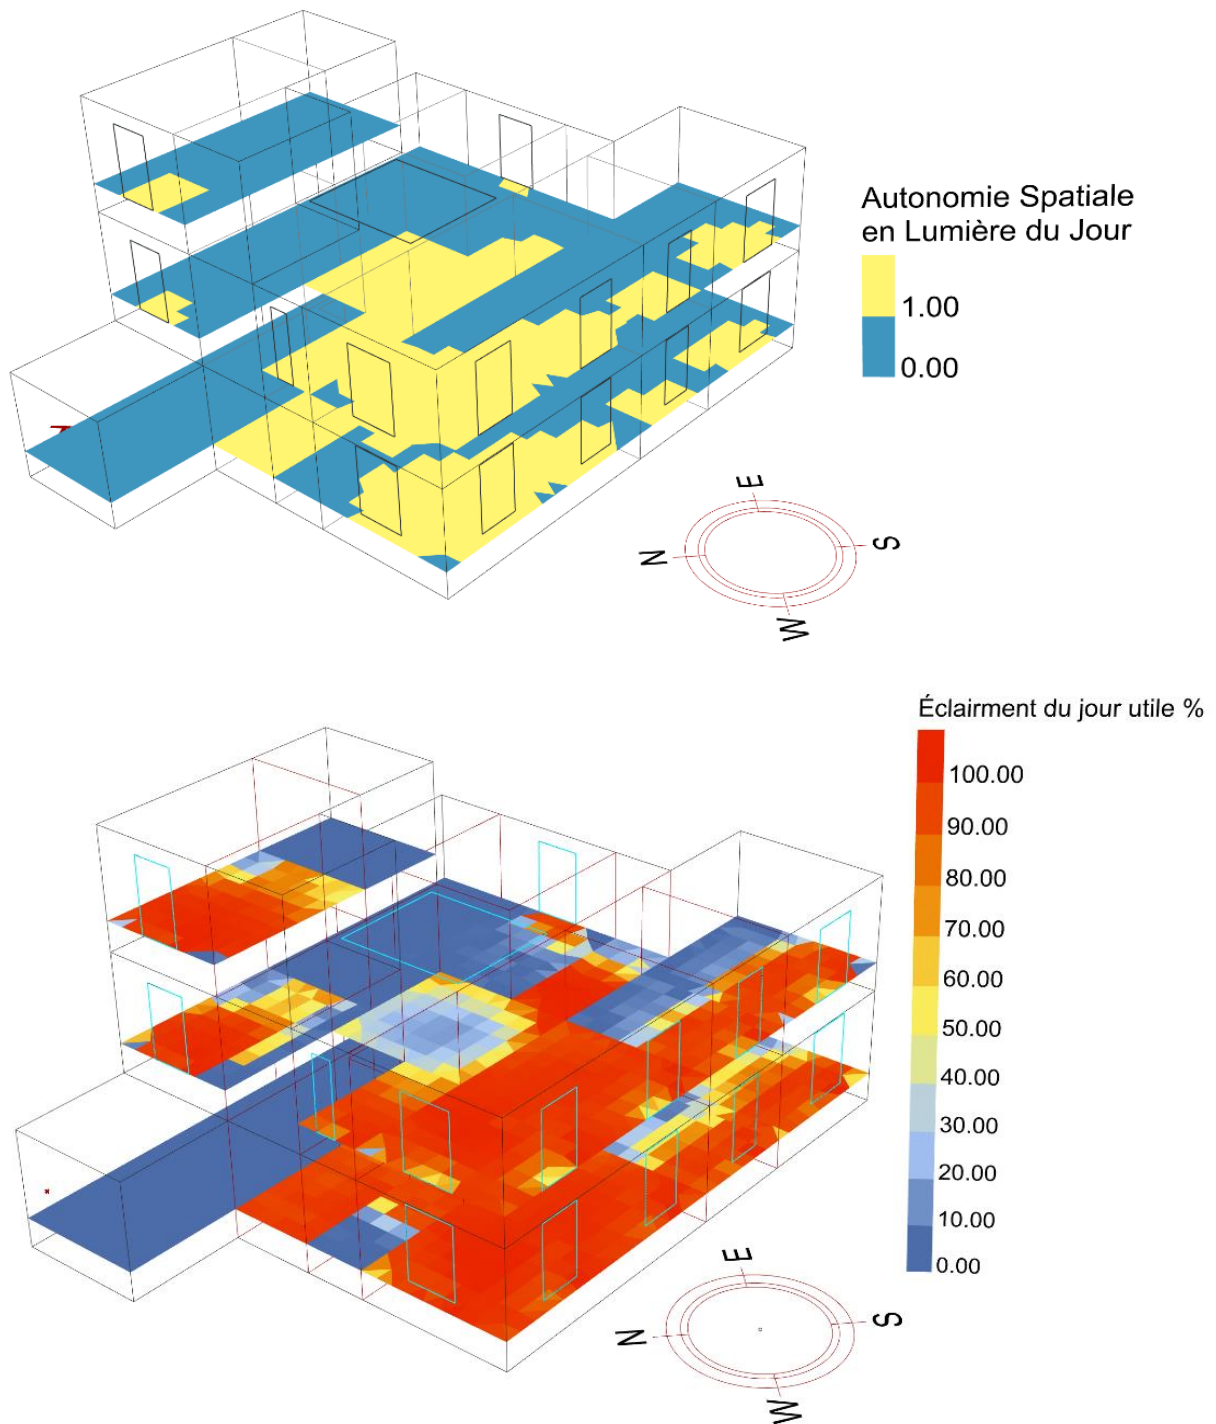 Autonomie Spatiale
en Lumière du Jour
1.00
0.00
E
N
S
W
Éclairment du jour utile %
100.00
90.00
80.00
70.00
60.00
50.00
40.00
30.00
20.00
10.00
0.00
E
N
S
W